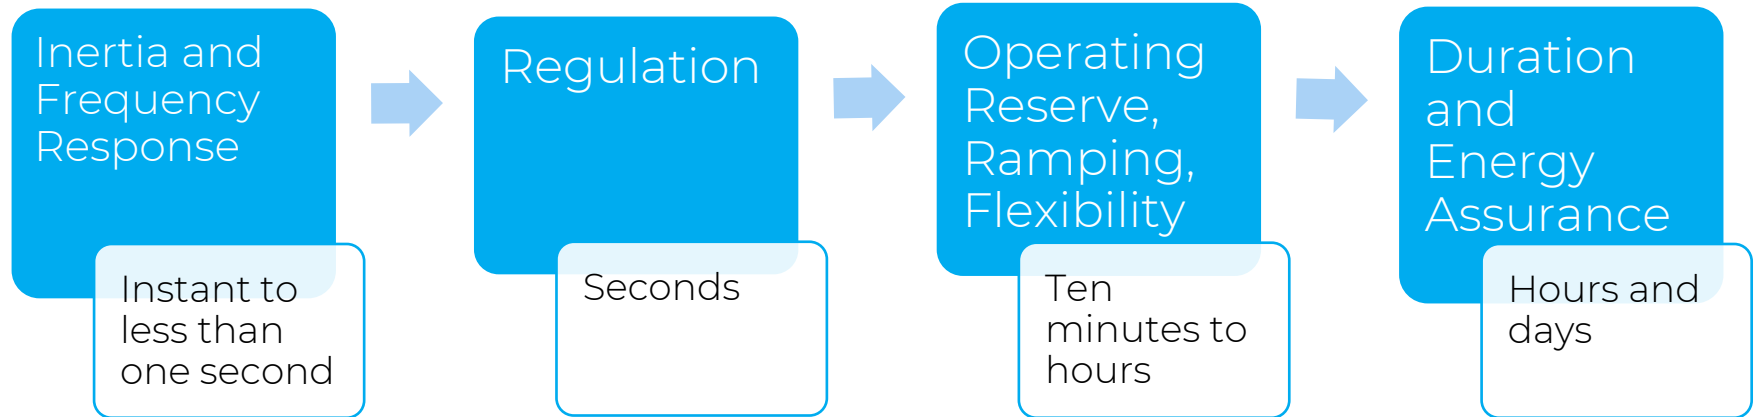 Inertia and
Frequency
Response
Instant to
less than
one second
Regulation
Seconds
Operating
Reserve,
Ramping,
Flexibility
Ten
minutes to
hours
Duration
and
Energy
Assurance
Hours and
days